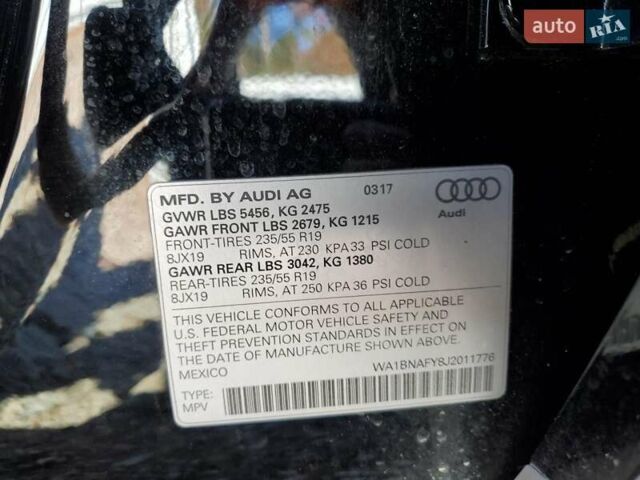 auto RIA
.com
MFD. BY AUDI AG 0317
GVWR LBS 5456, KG 2475
GAWR FRONT LBS 2679, KG 1215
FRONT-TIRES 235/55 R19
8JX19 RIMS, AT 230 KPA 33 PSI COLD
GAWR REAR LBS 3042, KG 1380
REAR-TIRES 235/55 R19
8JX19 RIMS, AT 250 KPA 36 PSI COLD
Audi
THIS VEHICLE CONFORMS TO ALL APPLICABLE
U.S. FEDERAL MOTOR VEHICLE SAFETY AND
THEFT PREVENTION STANDARDS IN EFFECT ON
THE DATE OF MANUFACTURE SHOWN ABOVE.
MEXICO WA1BNAFY8J2011776
TYPE:
MPV